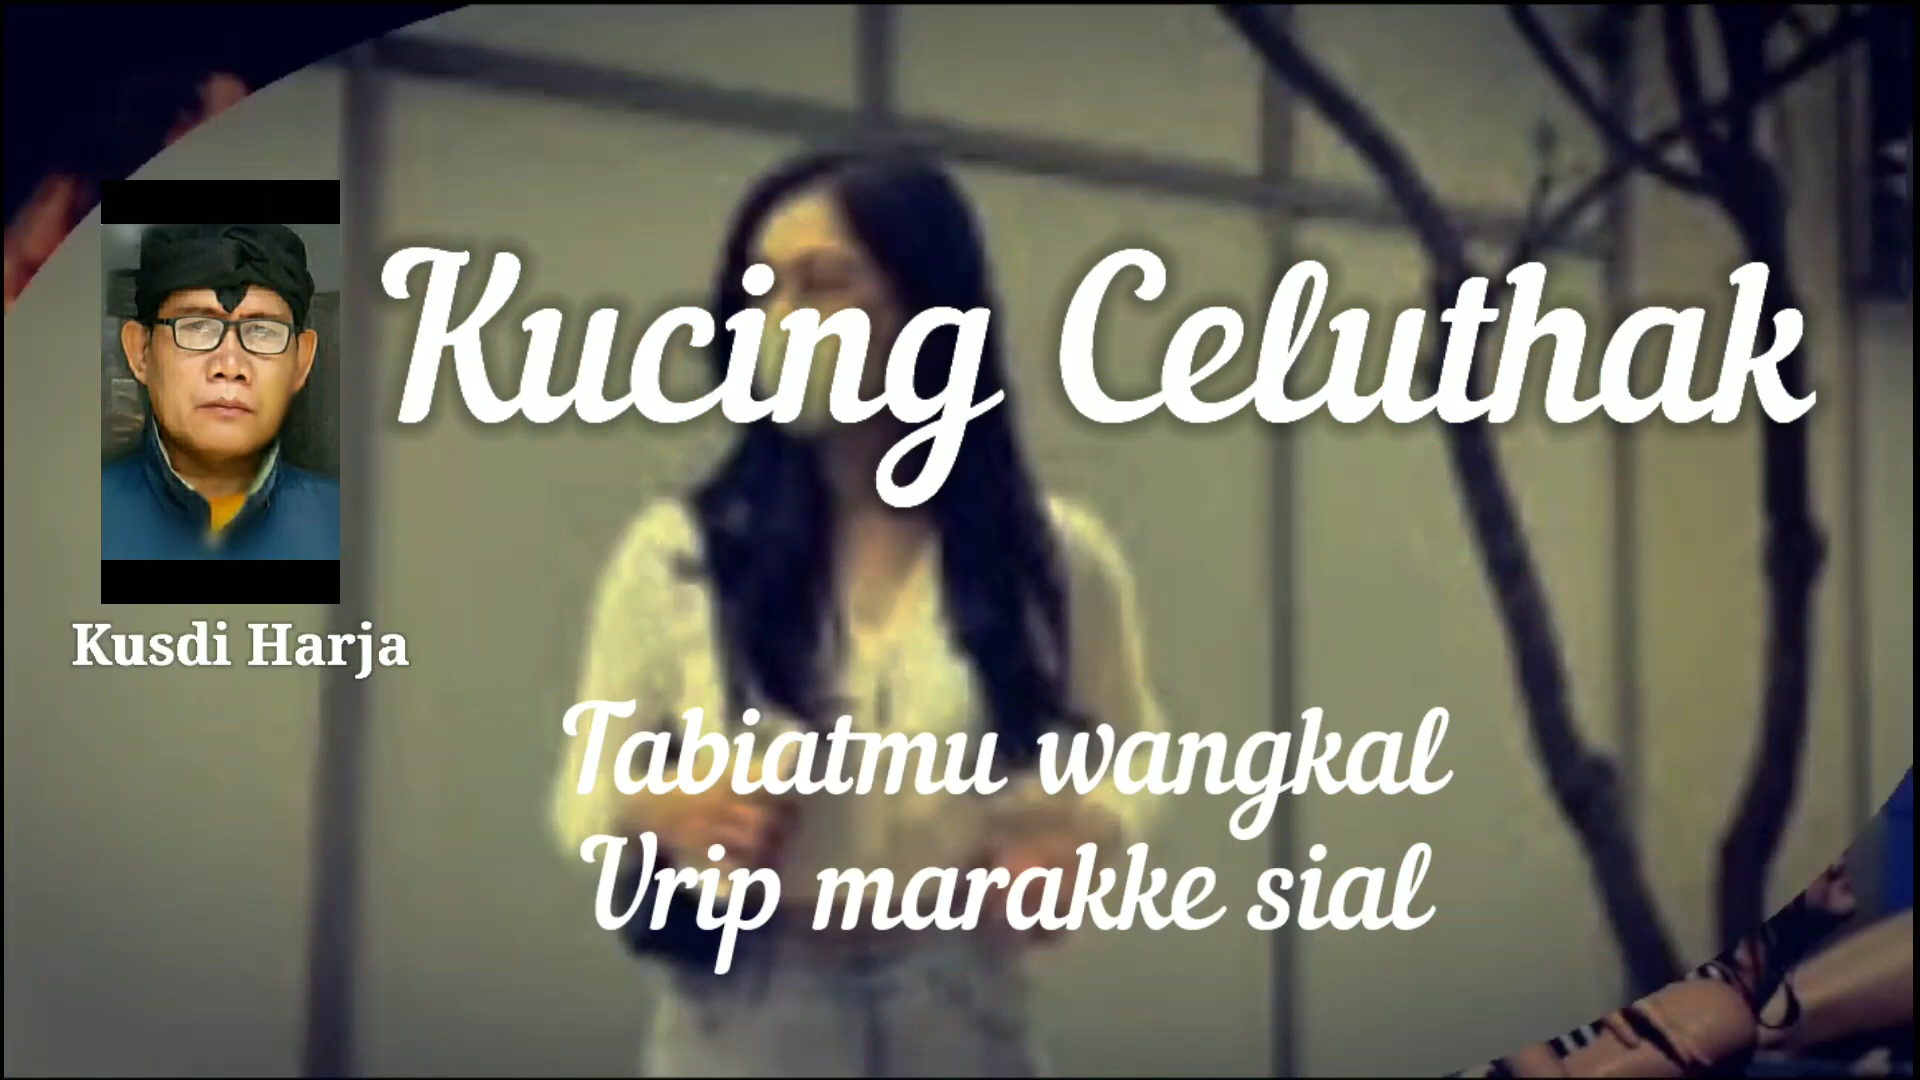 Kucing Celuthak
Kusdi Harja
Tabiatmu wangkal
Urip marakke sial